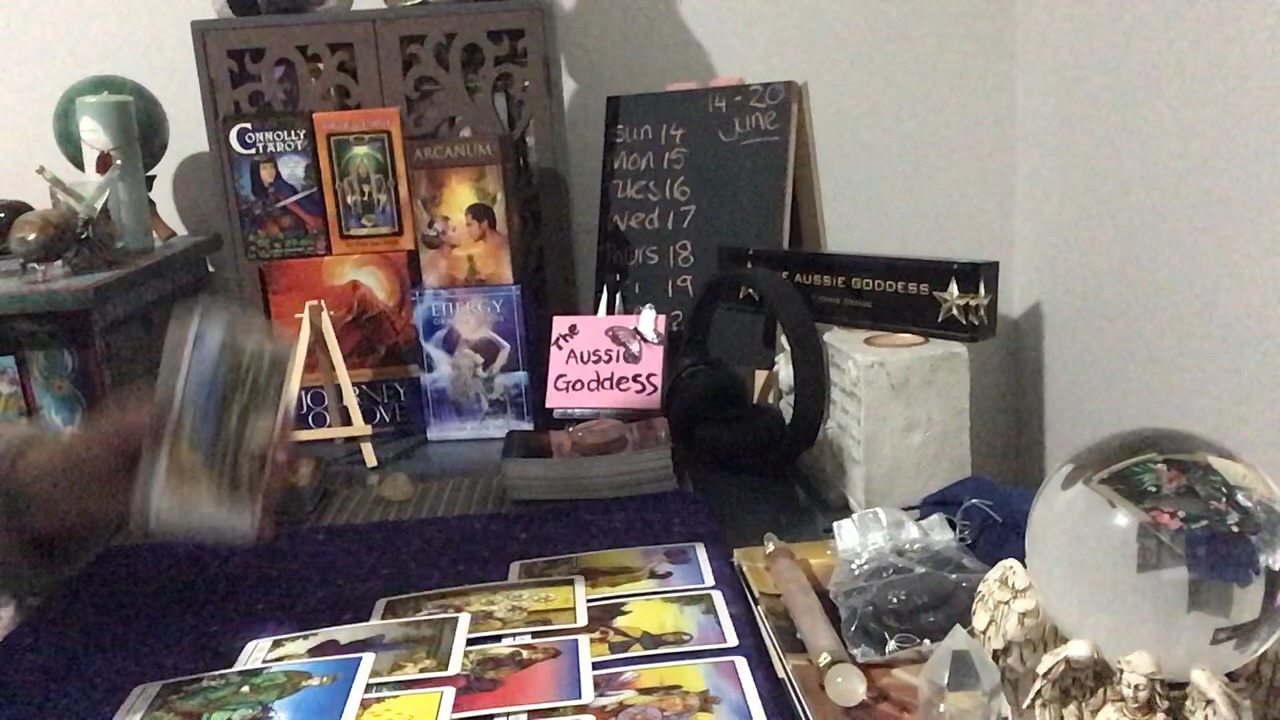 CONNOLLY
TAROT
ARCANUM
JOURNEY
OF LOVE
ENERGY
The
AUSSIE
Goddess
14-20
June
Sun 14
Mon 15
Tues 16
Wed 17
Thurs 18
19
AUSSIE GODDESS